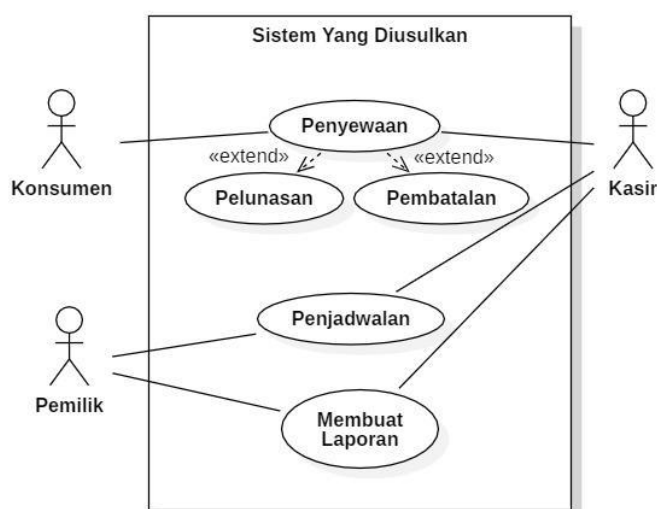 Sistem Yang Diusulkan
Penyewaan
«extend»
«extend»
Konsumen
Pelunasan
Pembatalan
Kasir
Penjadwalan
Pemilik
Membuat
Laporan